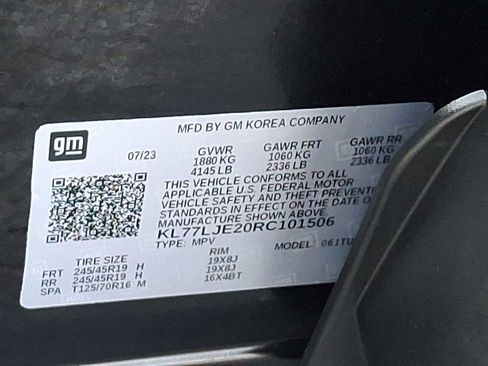 MFD BY GM KOREA COMPANY
gm
07/23 GVWR GAWR FRT GAWR RR
1880 KG 1060 KG 1060 KG
4145 LB 2336 LB 2336 LB
THIS VEHICLE CONFORMS TO ALL
APPLICABLE U.S. FEDERAL MOTOR
VEHICLE SAFETY AND THEFT
STANDARDS IN EFFECT ON THE DATE O
MANUFACTURE SHOWN ABOVE
KL77LJE20RC101506
TYPE: MPV MODEL 061TU
TIRE SIZE RIM
FRT 245/45R19 H 19X8J
RR 245/45R19 H 19X8J
SPA T125/70R16 M 16X4BT